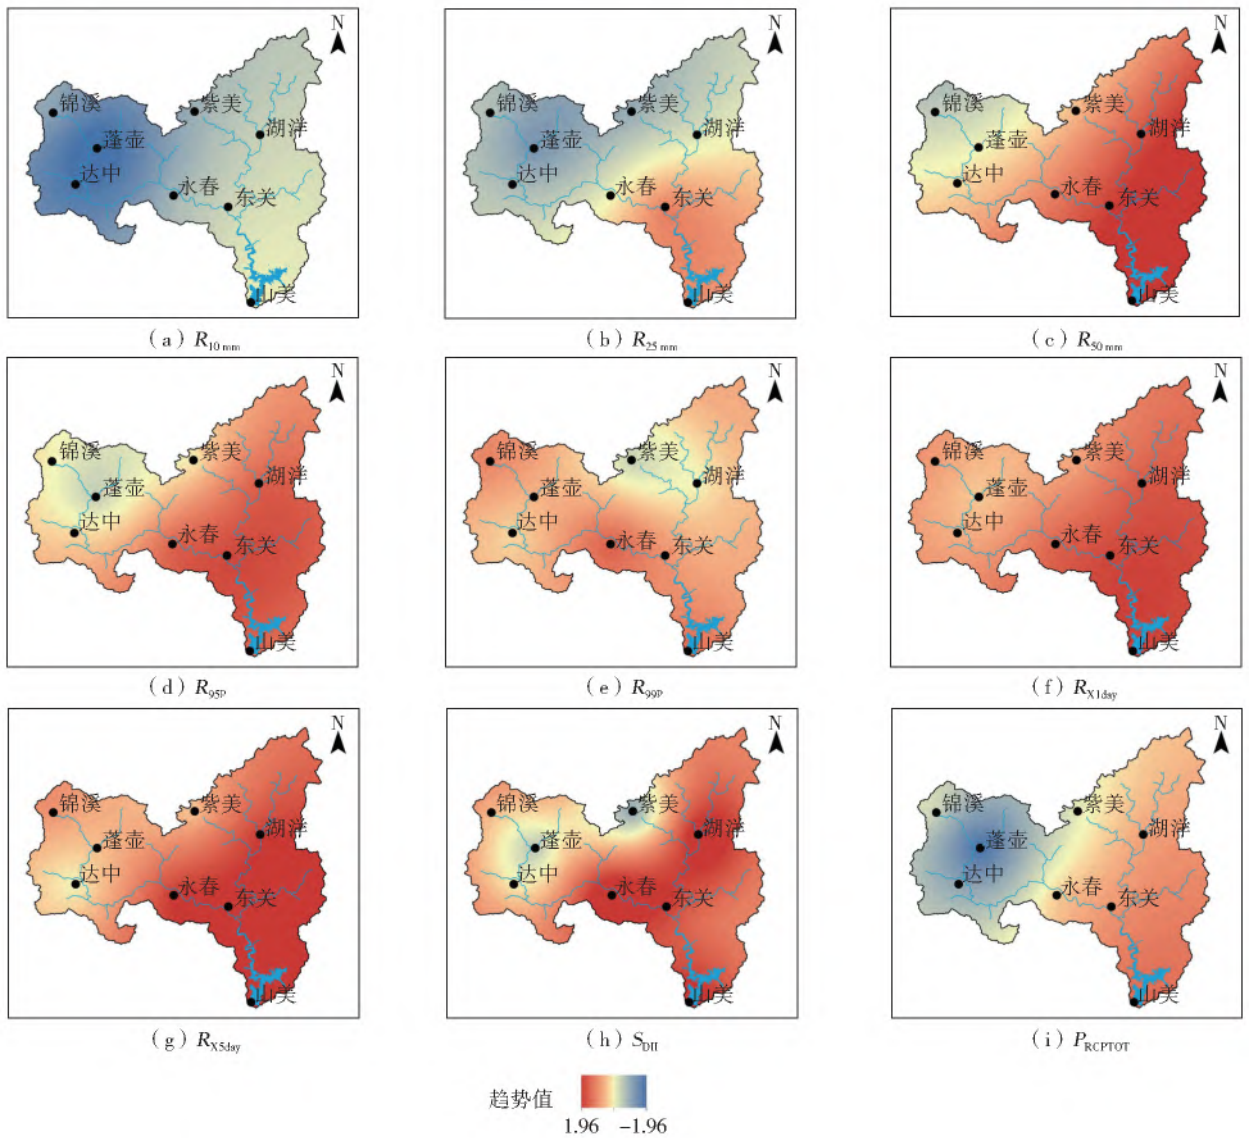 N
锦溪
紫美
蓬壶
湖洋
达中
永春
东关
山美
(a) R10 mm
N
锦溪
紫美
蓬壶
湖洋
达中
永春
东关
山美
(b) R25 mm
N
锦溪
紫美
蓬壶
湖洋
达中
永春
东关
山美
(c) R50 mm
N
锦溪
紫美
蓬壶
湖洋
达中
永春
东关
山美
(d) R95P
N
锦溪
紫美
蓬壶
湖洋
达中
永春
东关
山美
(e) R99P
N
锦溪
紫美
蓬壶
湖洋
达中
永春
东关
山美
(f) RX1day
N
锦溪
紫美
蓬壶
湖洋
达中
永春
东关
山美
(g) RX5day
N
锦溪
紫美
蓬壶
湖洋
达中
永春
东关
山美
(h) SDII
N
锦溪
紫美
蓬壶
湖洋
达中
永春
东关
山美
(i) PRCPTOT
趋势值
1.96 -1.96